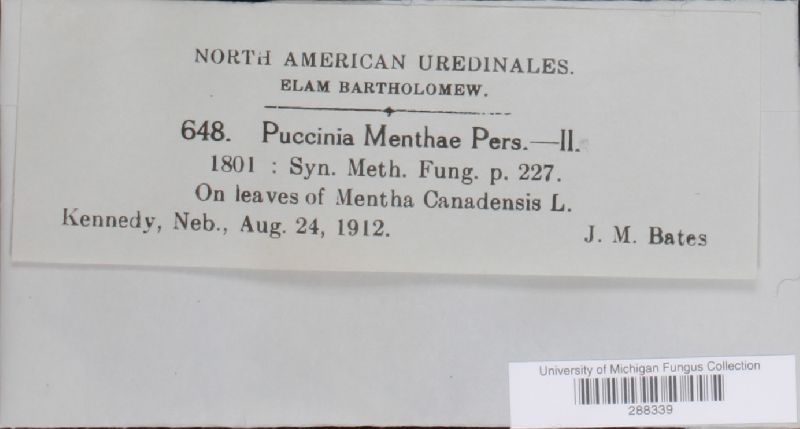 NORTH AMERICAN UREDINALES.
ELAM BARTHOLOMEW.
648. Puccinia Menthae Pers.—II.
1801 : Syn. Meth. Fung. p. 227.
On leaves of Mentha Canadensis L.
Kennedy, Neb., Aug. 24, 1912. J. M. Bates
University of Michigan Fungus Collection
288339